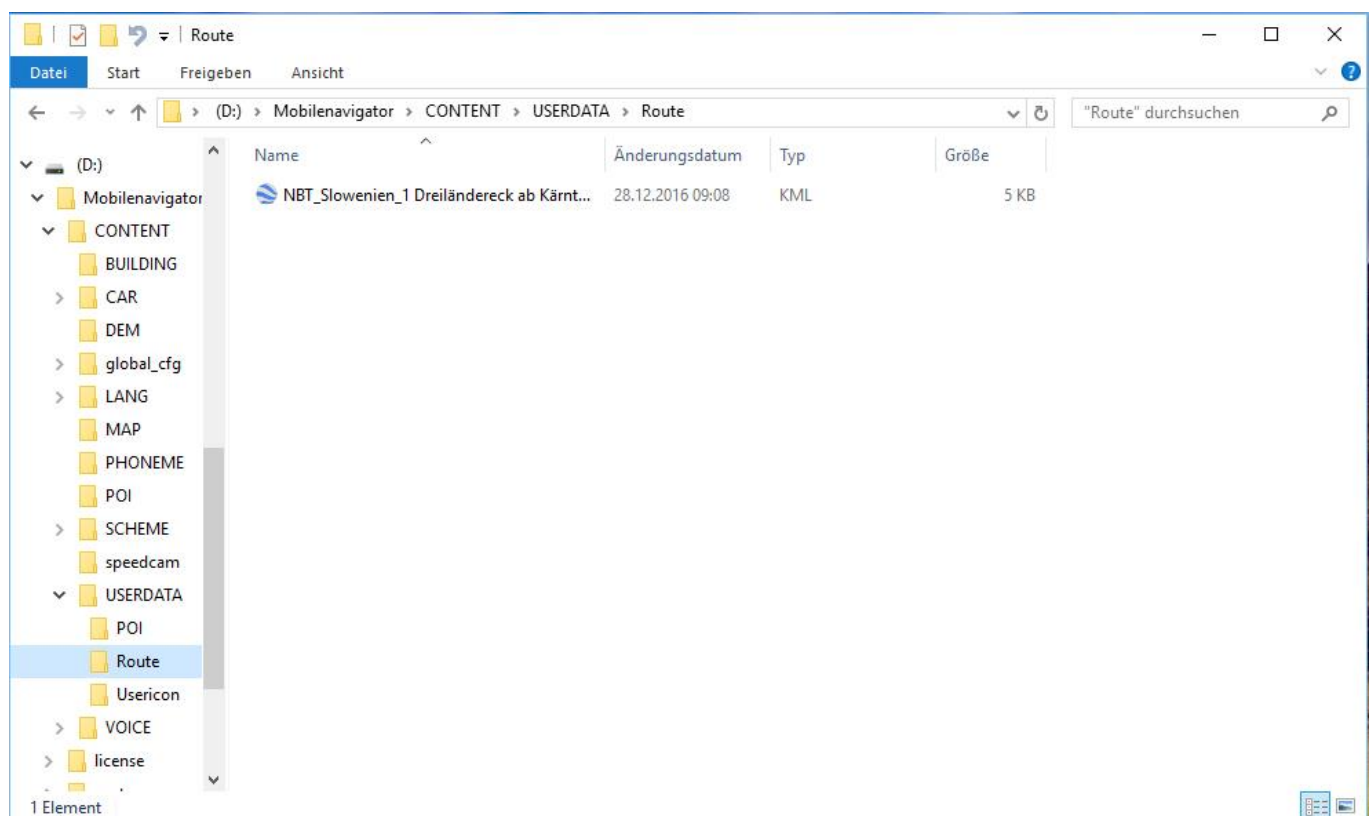 Route
Datei Start Freigeben Ansicht
(D:) > Mobilenavigator > CONTENT > USERDATA > Route "Route" durchsuchen
Name Änderungsdatum Typ Größe
NBT_Slowenien_1 Dreiländereck ab Kärnt... 28.12.2016 09:08 KML 5 KB
(D:)
Mobilenavigator
CONTENT
BUILDING
CAR
DEM
global_cfg
LANG
MAP
PHONEME
POI
SCHEME
speedcam
USERDATA
POI
Route
Usericon
VOICE
license
1 Element